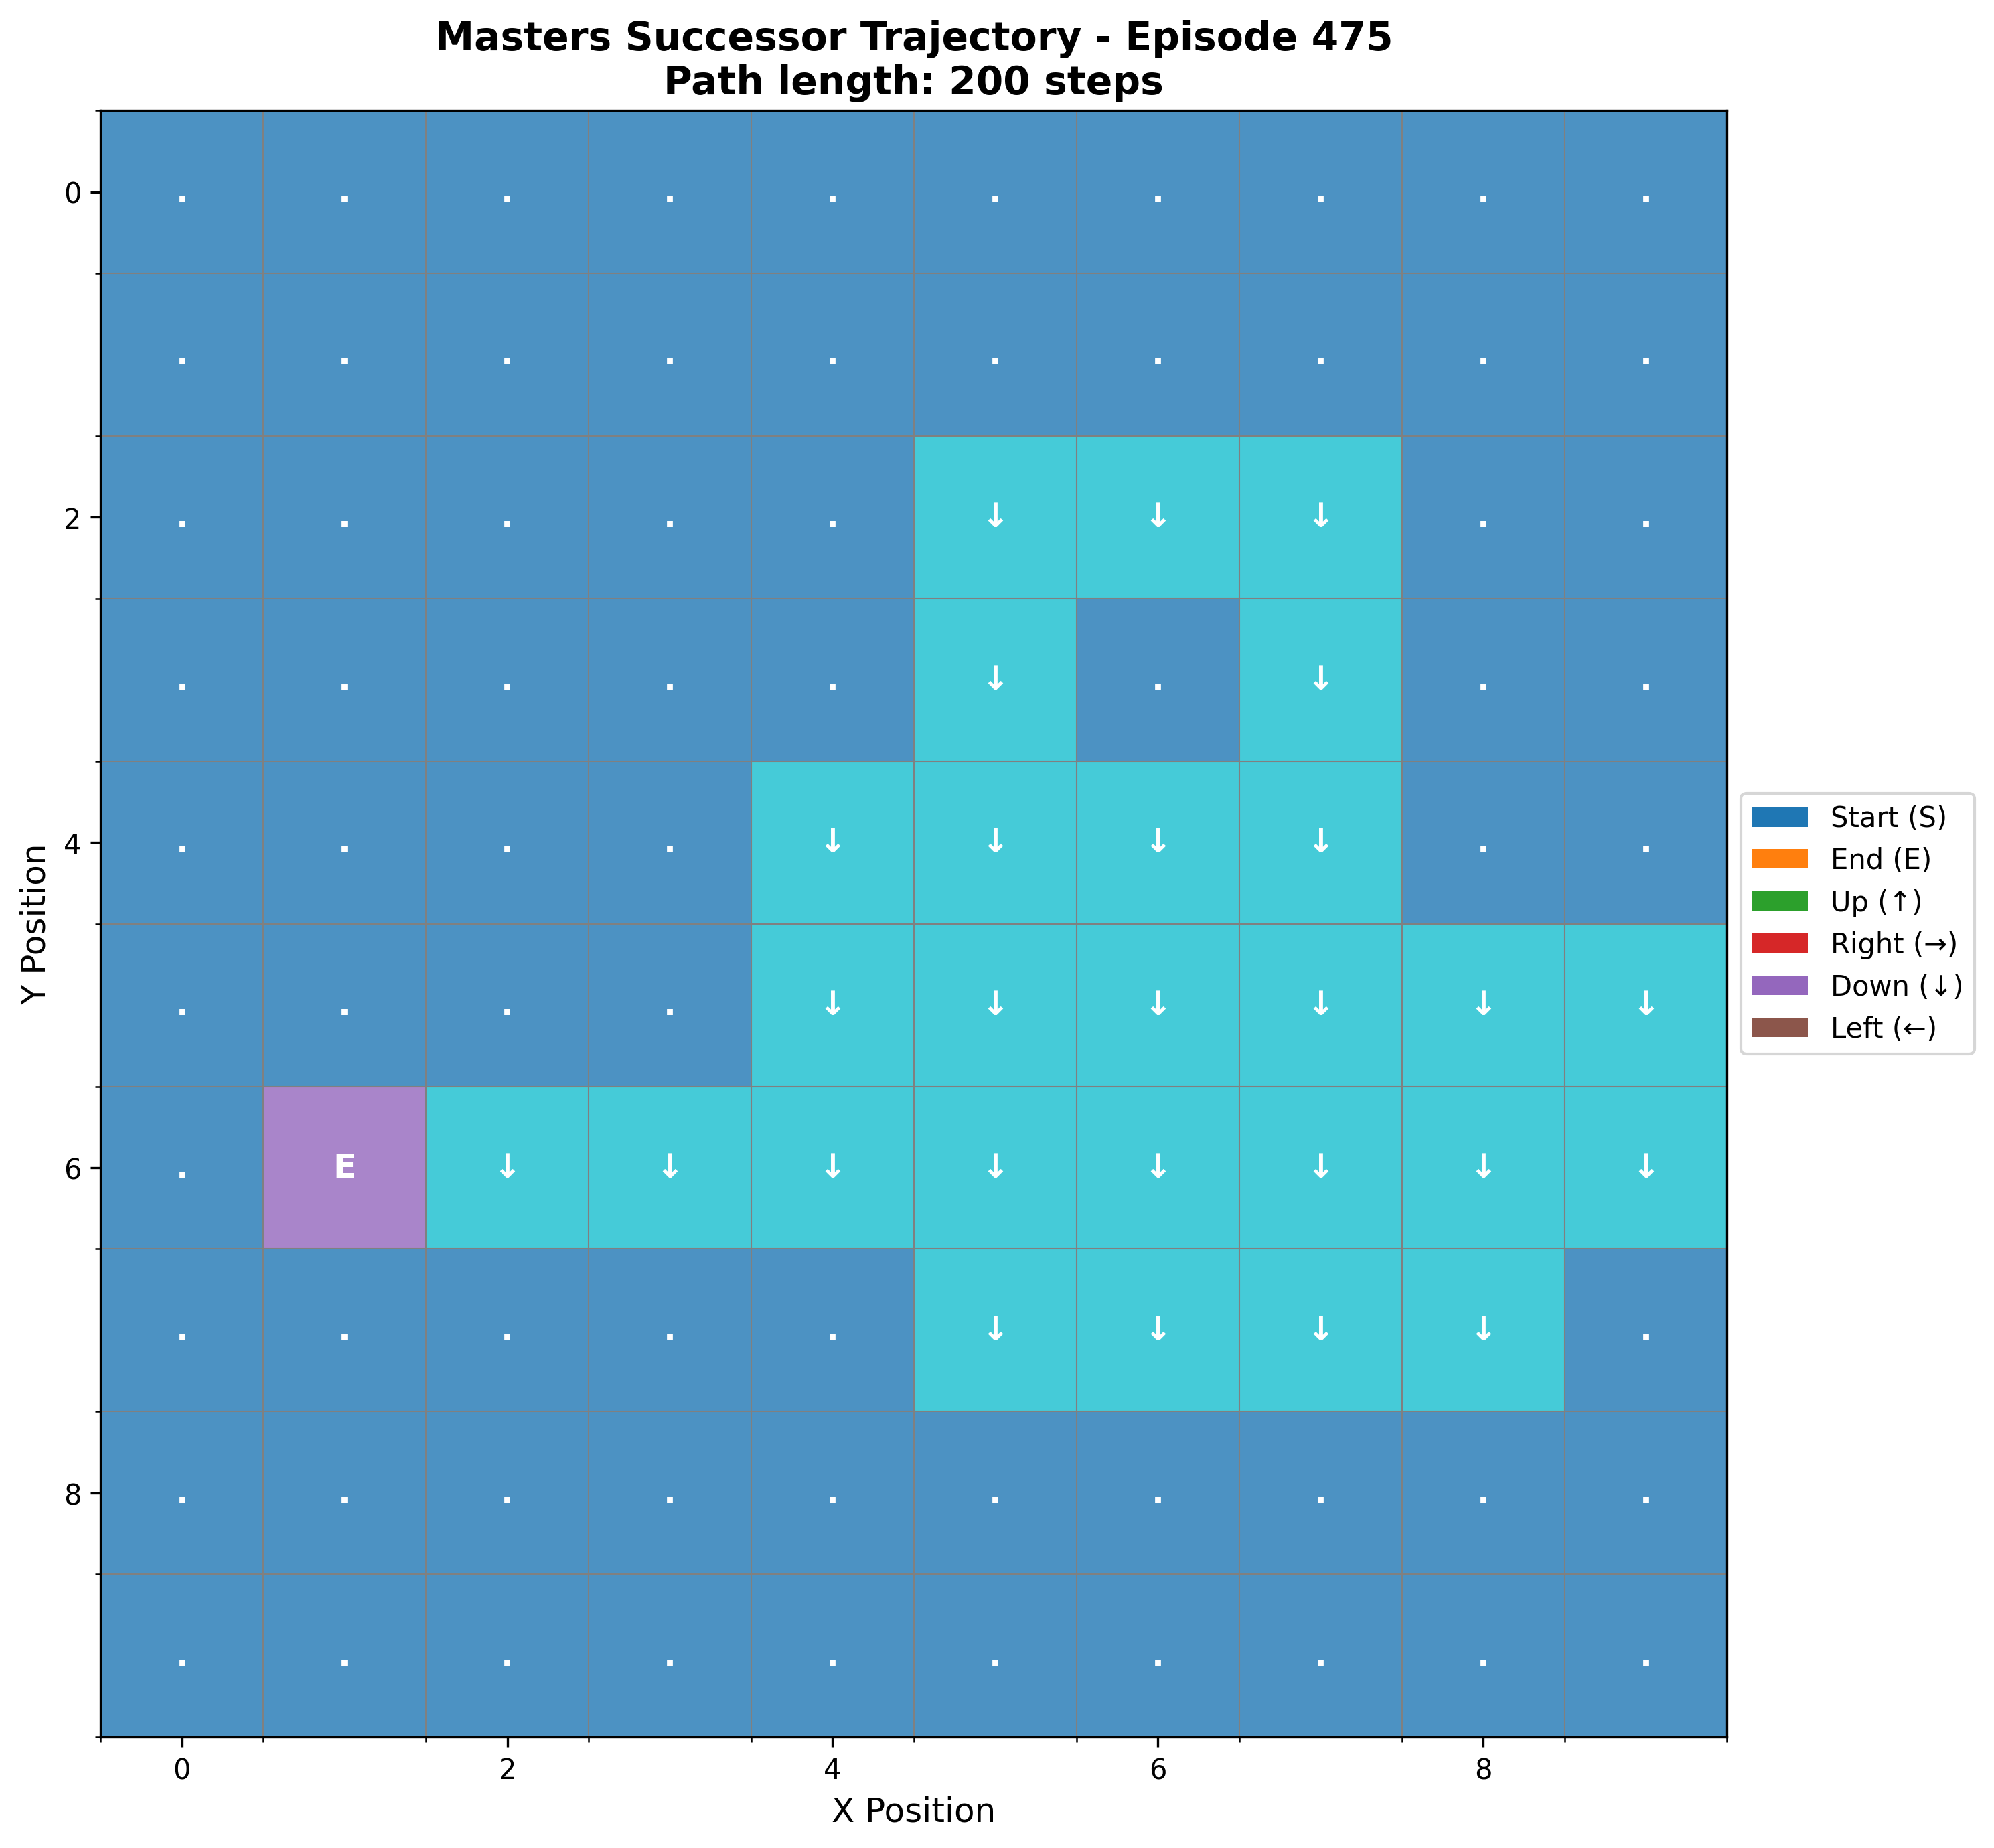 Masters Successor Trajectory - Episode 475
Path length: 200 steps
0 . . . . . . . . . .
. . . . . . . . . .
2 . . . . . ↓ ↓ ↓ . .
. . . . . ↓ . ↓ . .
4 . . . . ↓ ↓ ↓ ↓ . .
. . . . ↓ ↓ ↓ ↓ ↓ ↓
6 . E ↓ ↓ ↓ ↓ ↓ ↓ ↓ ↓
. . . . . ↓ ↓ ↓ ↓ .
8 . . . . . . . . . .
. . . . . . . . . .
0 2 4 6 8
X Position
Y Position
Start (S)
End (E)
Up (↑)
Right (→)
Down (↓)
Left (←)